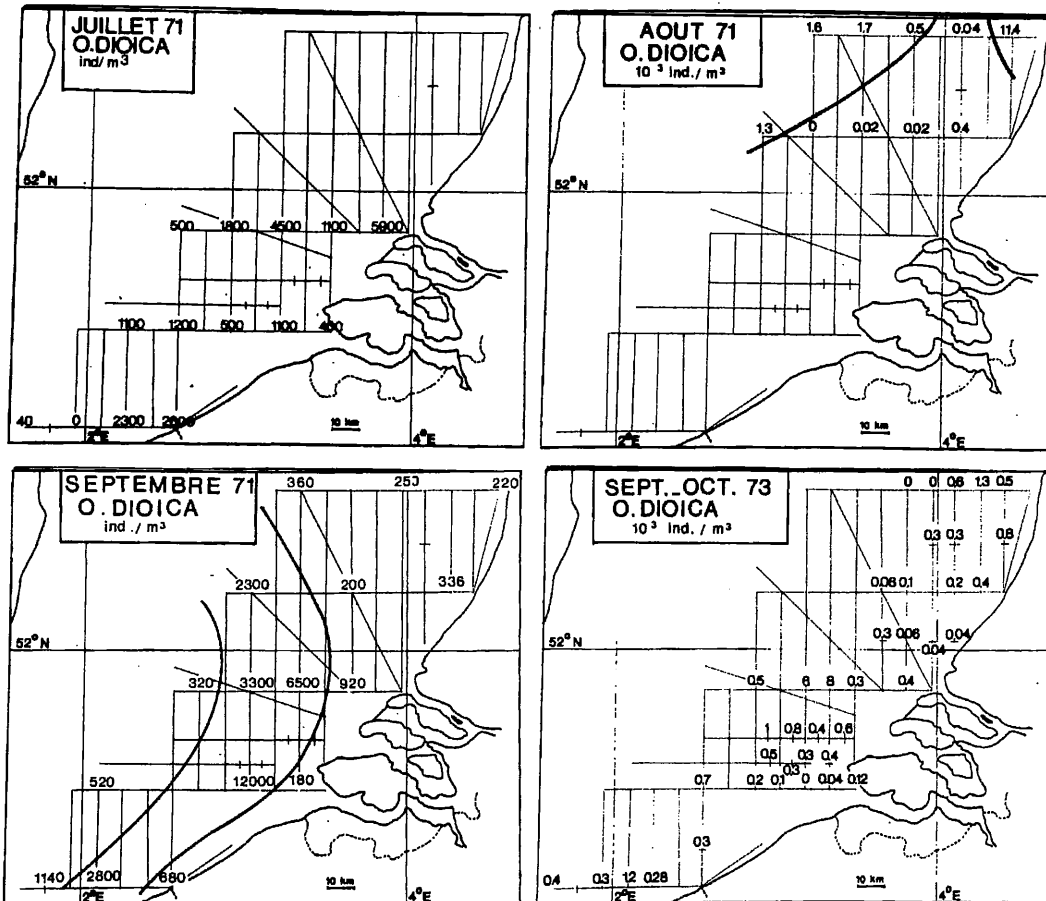 JUILLET 71
O.DIOICA
ind/m³
52°N
500 1800 4500 1100 5900
1100 1200 500 1100
40 0 2300
2°E
10 km
4°E
AOUT 71
O.DIOICA
10³ ind./m³
1.6 1.7 0.5 0.04 11.4
1.3 0 0.02 0.02 0.4
52°N
2°E
10 km
4°E
SEPTEMBRE 71
O. DIOICA
ind./m³
360 253 220
2300 200 336
52°N
320 3300 6500 920
520 12000 180
1140 2800 680
2°E
10 km
4°E
SEPT._OCT. 73
O.DIOICA
10³ ind./m³
0 0 0.6 1.3 0.5
0.3 0.3 0.8
0.06 0.1 0.2 0.4
52°N
0.3 0.06 0.04
0.04
0.5 6 8 0.3 0.4
1 0.8 0.4 0.6
0.5 0.3 0.4
0.3
0.7 0.2 0.1 0 0.04 0.12
0.3
0.4 0.3 1.2 0.28
2°E
10 km
4°E